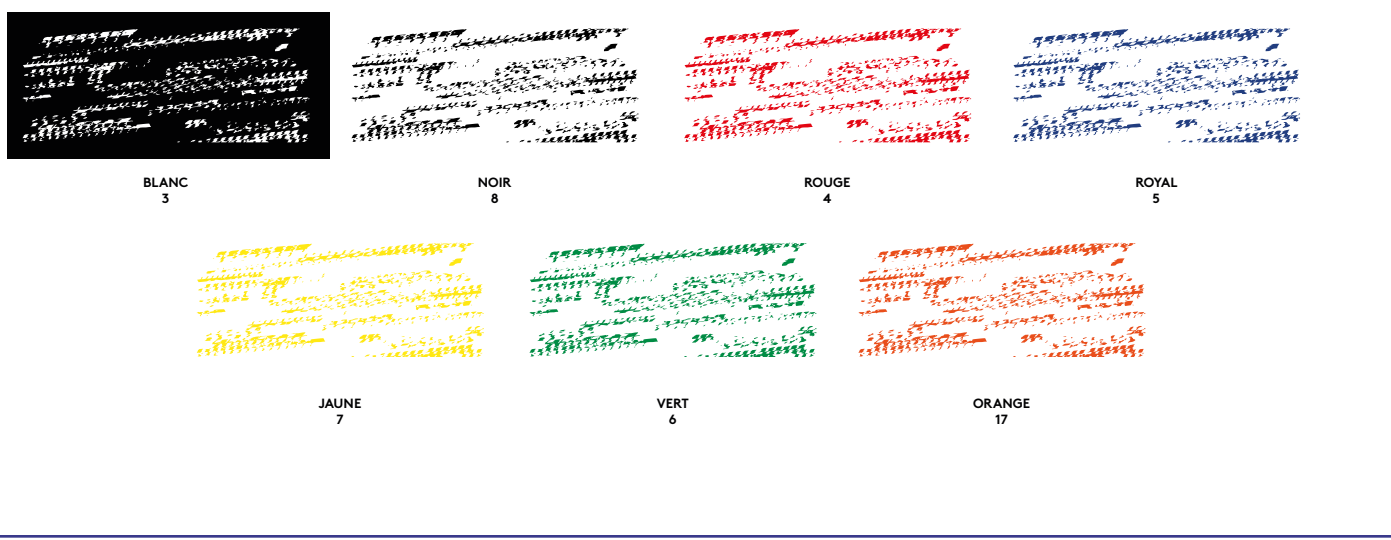 BLANC
3
NOIR
8
ROUGE
4
ROYAL
5
JAUNE
7
VERT
6
ORANGE
17